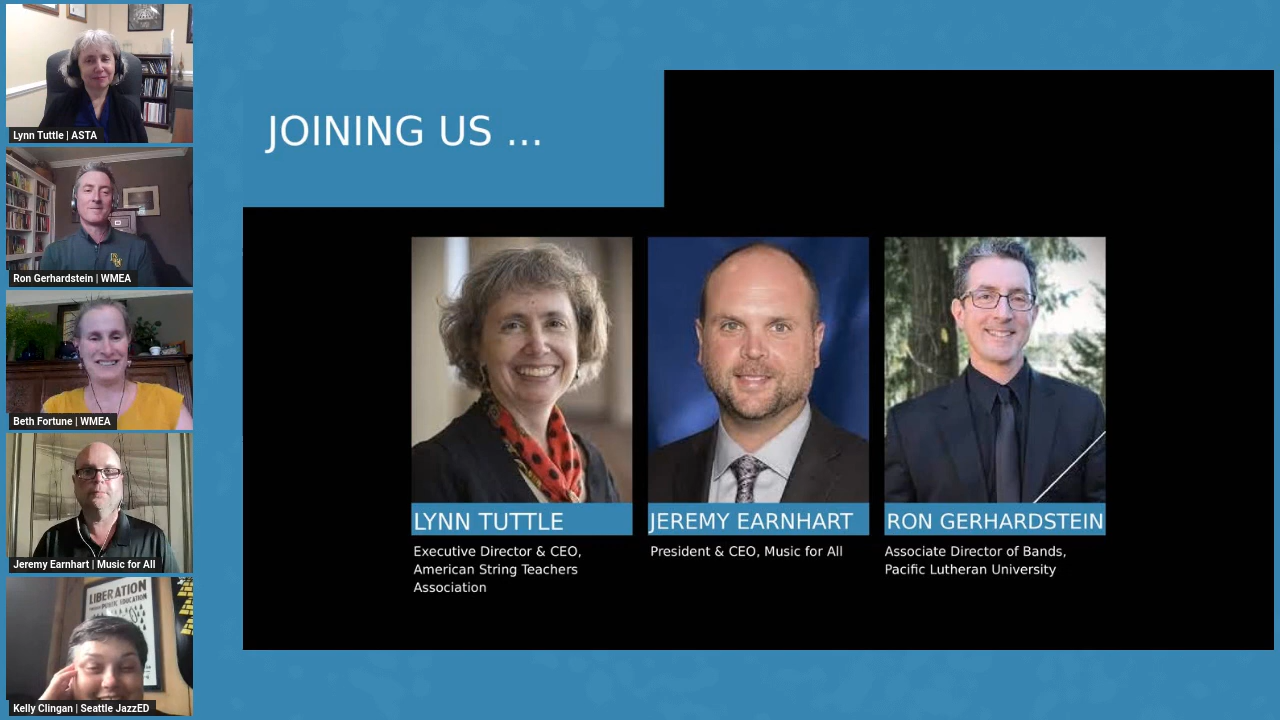 Lynn Tuttle | ASTA
Ron Gerhardstein | WMEA
Beth Fortune | WMEA
Jeremy Earnhart | Music for All
LIBERATION
Kelly Clingan | Seattle JazzED
JOINING US ...
LYNN TUTTLE
Executive Director & CEO,
American String Teachers
Association
JEREMY EARNHART
President & CEO, Music for All
RON GERHARDSTEIN
Associate Director of Bands,
Pacific Lutheran University